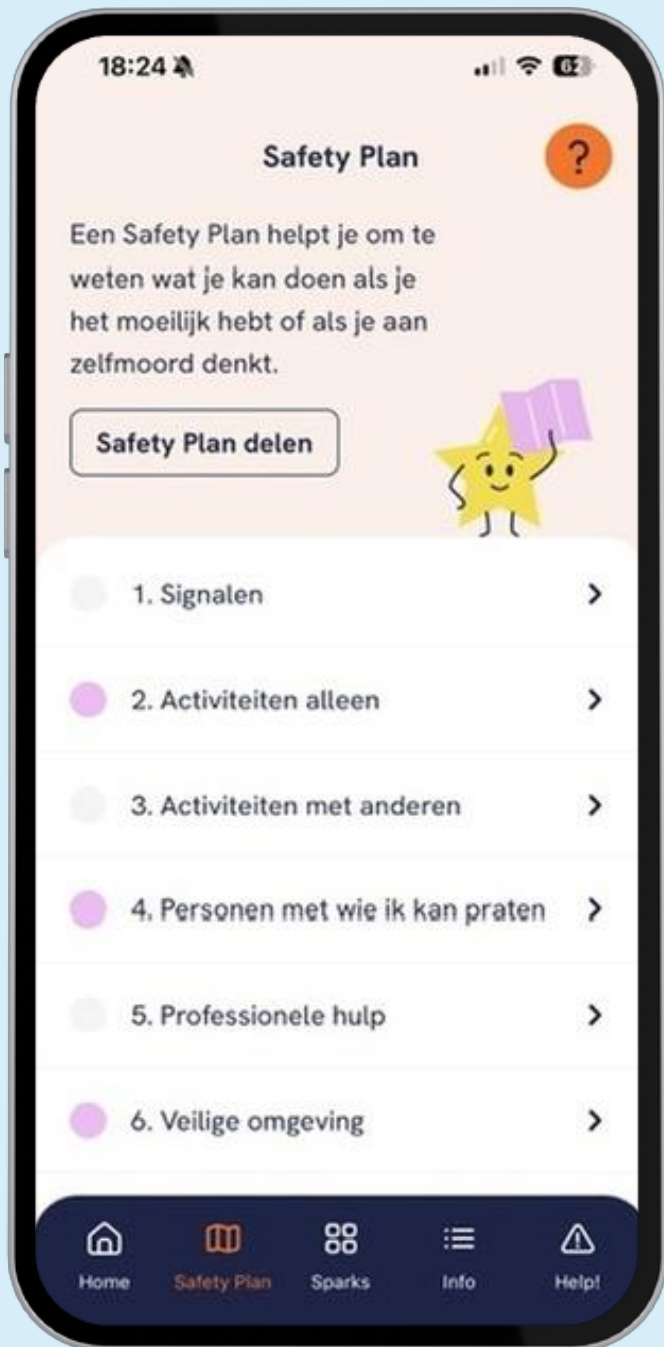 18:24
62
Safety Plan
?
Een Safety Plan helpt je om te
weten wat je kan doen als je
het moeilijk hebt of als je aan
zelfmoord denkt.
Safety Plan delen
1. Signalen
2. Activiteiten alleen
3. Activiteiten met anderen
4. Personen met wie ik kan praten
5. Professionele hulp
6. Veilige omgeving
Home Safety Plan Sparks Info Help!